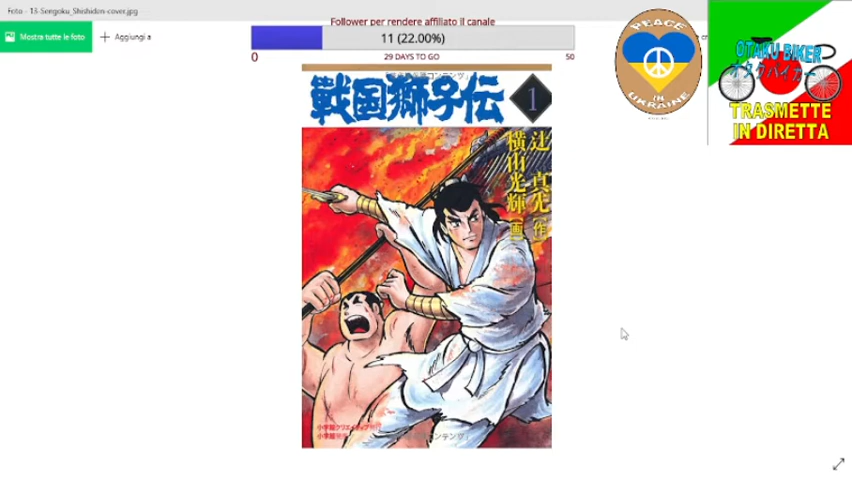 Foto - 13-Sengoku_Shishiden-cover.jpg
Mostra tutte le foto
Aggiungi a
Follower per rendere affiliato il canale
11 (22.00%)
0
29 DAYS TO GO
50
PEACE
IN
UKRAINE
OTAKU BIKER
オタクバイカー
TRASMETTE
IN DIRETTA
戦国獅子伝
1
辻真先 作
横山光輝 画